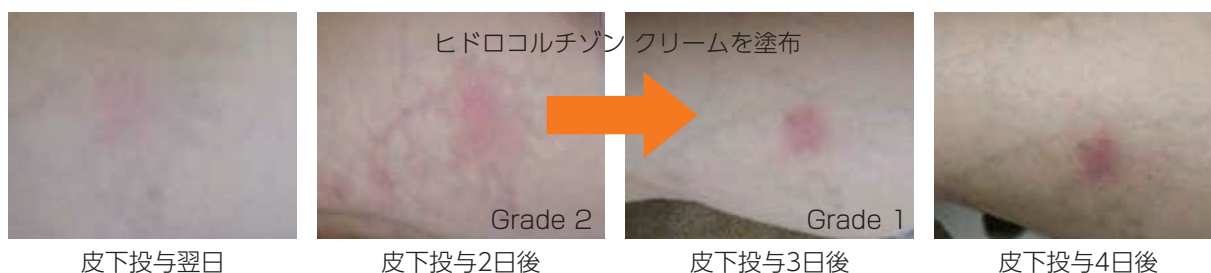 ヒドロコルチゾン クリームを塗布
Grade 2
Grade 1
皮下投与翌日
皮下投与2日後
皮下投与3日後
皮下投与4日後